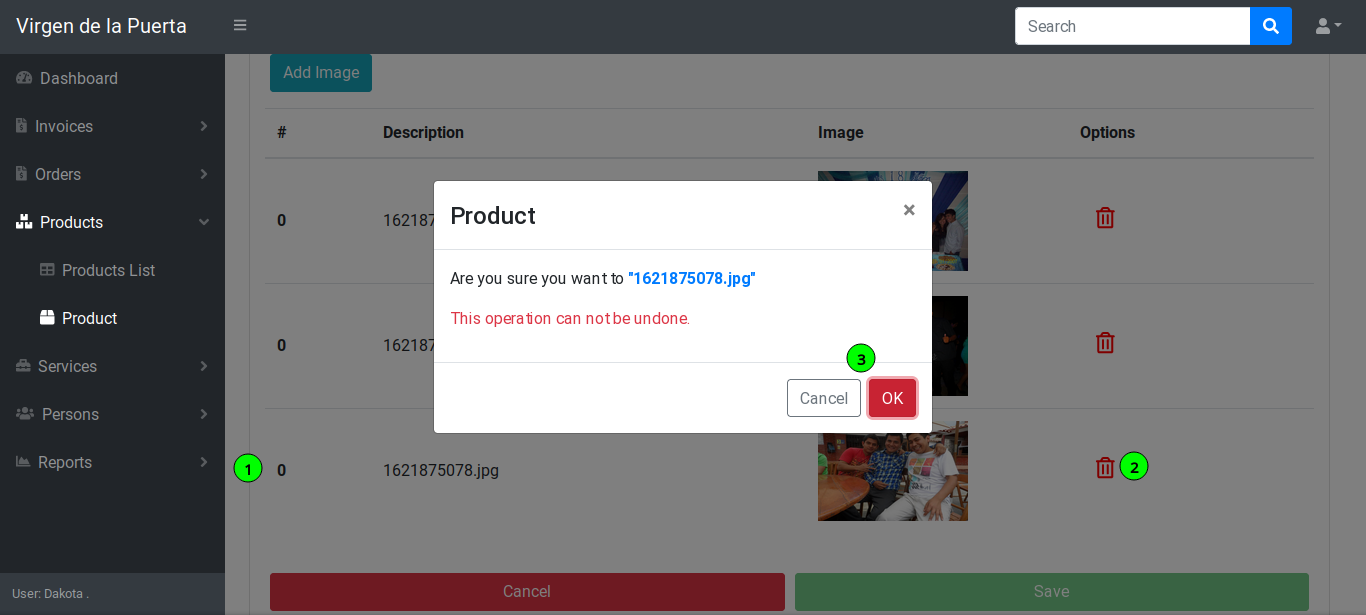 Virgen de la Puerta
Search
Dashboard
Invoices
Orders
Products
Products List
Product
Services
Persons
Reports
User: Dakota .
Add Image
# Description Image Options
0 162187
0 162187
1 0 1621875078.jpg 2
Cancel Save
Product ×
Are you sure you want to "1621875078.jpg"
This operation can not be undone.
3
Cancel OK